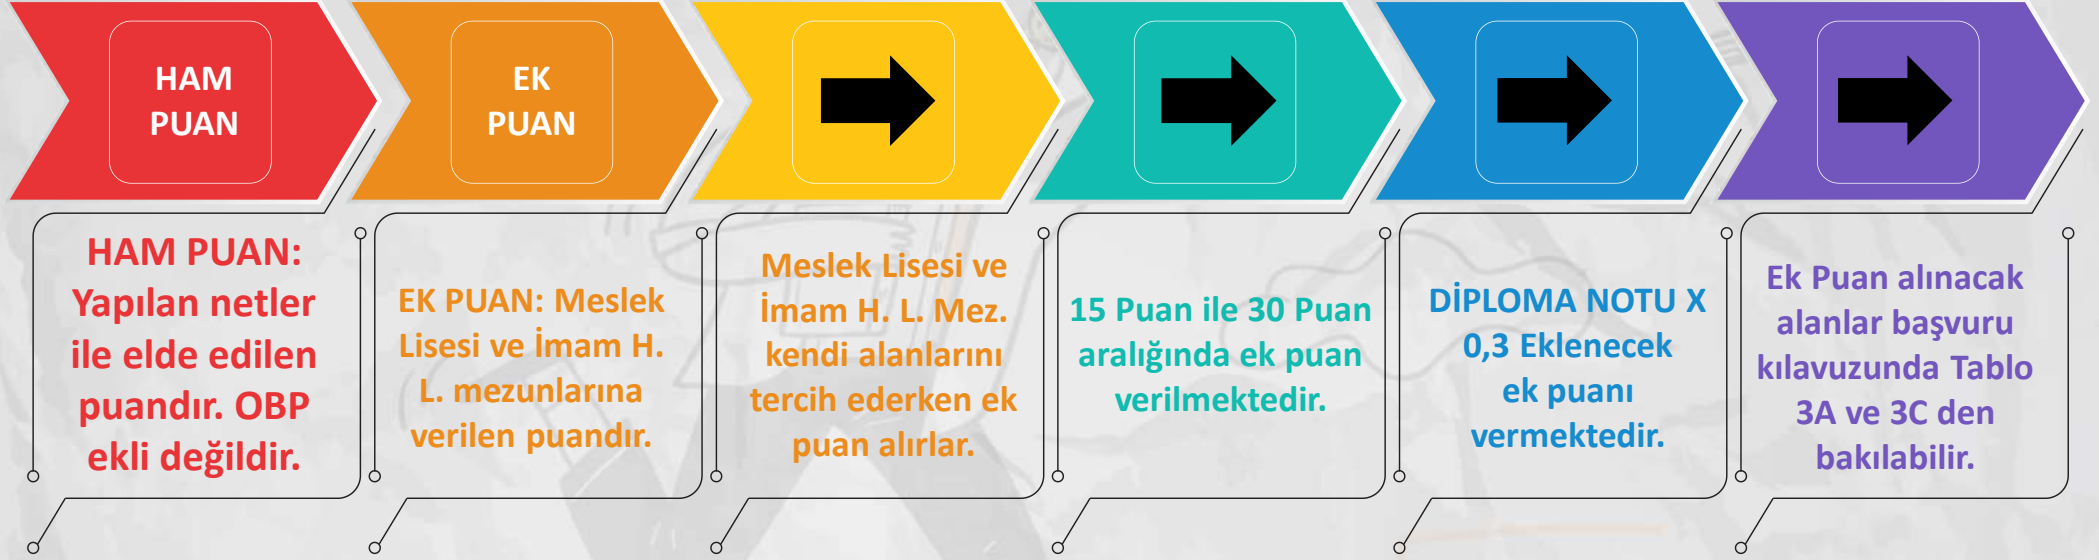 HAM
PUAN
EK
PUAN
HAM PUAN:
Yapılan netler
ile elde edilen
puandır. OBP
ekli değildir.
EK PUAN: Meslek
Lisesi ve İmam H.
L. mezunlarına
verilen puandır.
Meslek Lisesi ve
İmam H. L. Mez.
kendi alanlarını
tercih ederken ek
puan alırlar.
15 Puan ile 30 Puan
aralığında ek puan
verilmektedir.
DİPLOMA NOTU X
0,3 Eklenecek
ek puanı
vermektedir.
Ek Puan alınacak
alanlar başvuru
kılavuzunda Tablo
3A ve 3C den
bakılabilir.